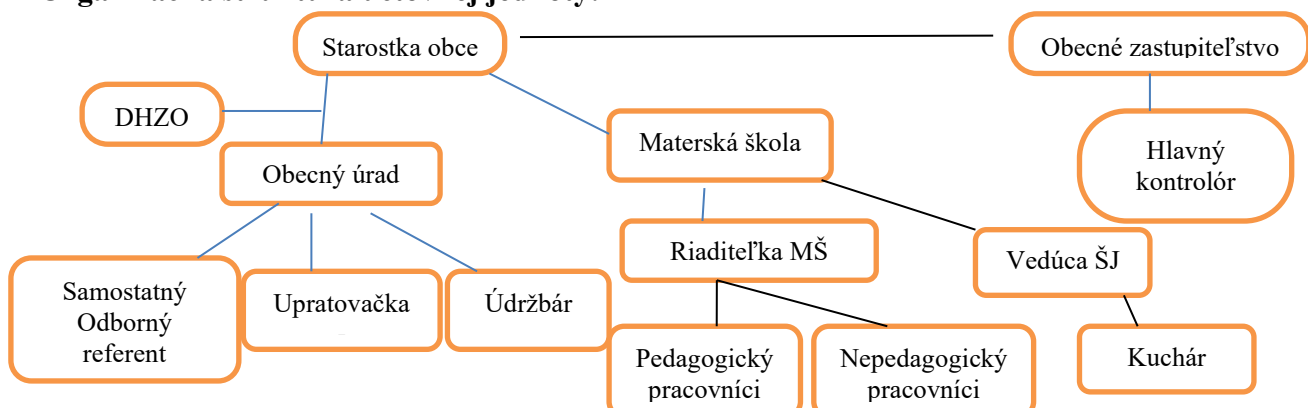 Starostka obce
Obecné zastupiteľstvo
DHZO
Materská škola
Hlavný
kontrolór
Obecný úrad
Riaditeľka MŠ
Vedúca ŠJ
Samostatný
Odborný
referent
Upratovačka
Údržbár
Pedagogický
pracovníci
Nepedagogický
pracovníci
Kuchár